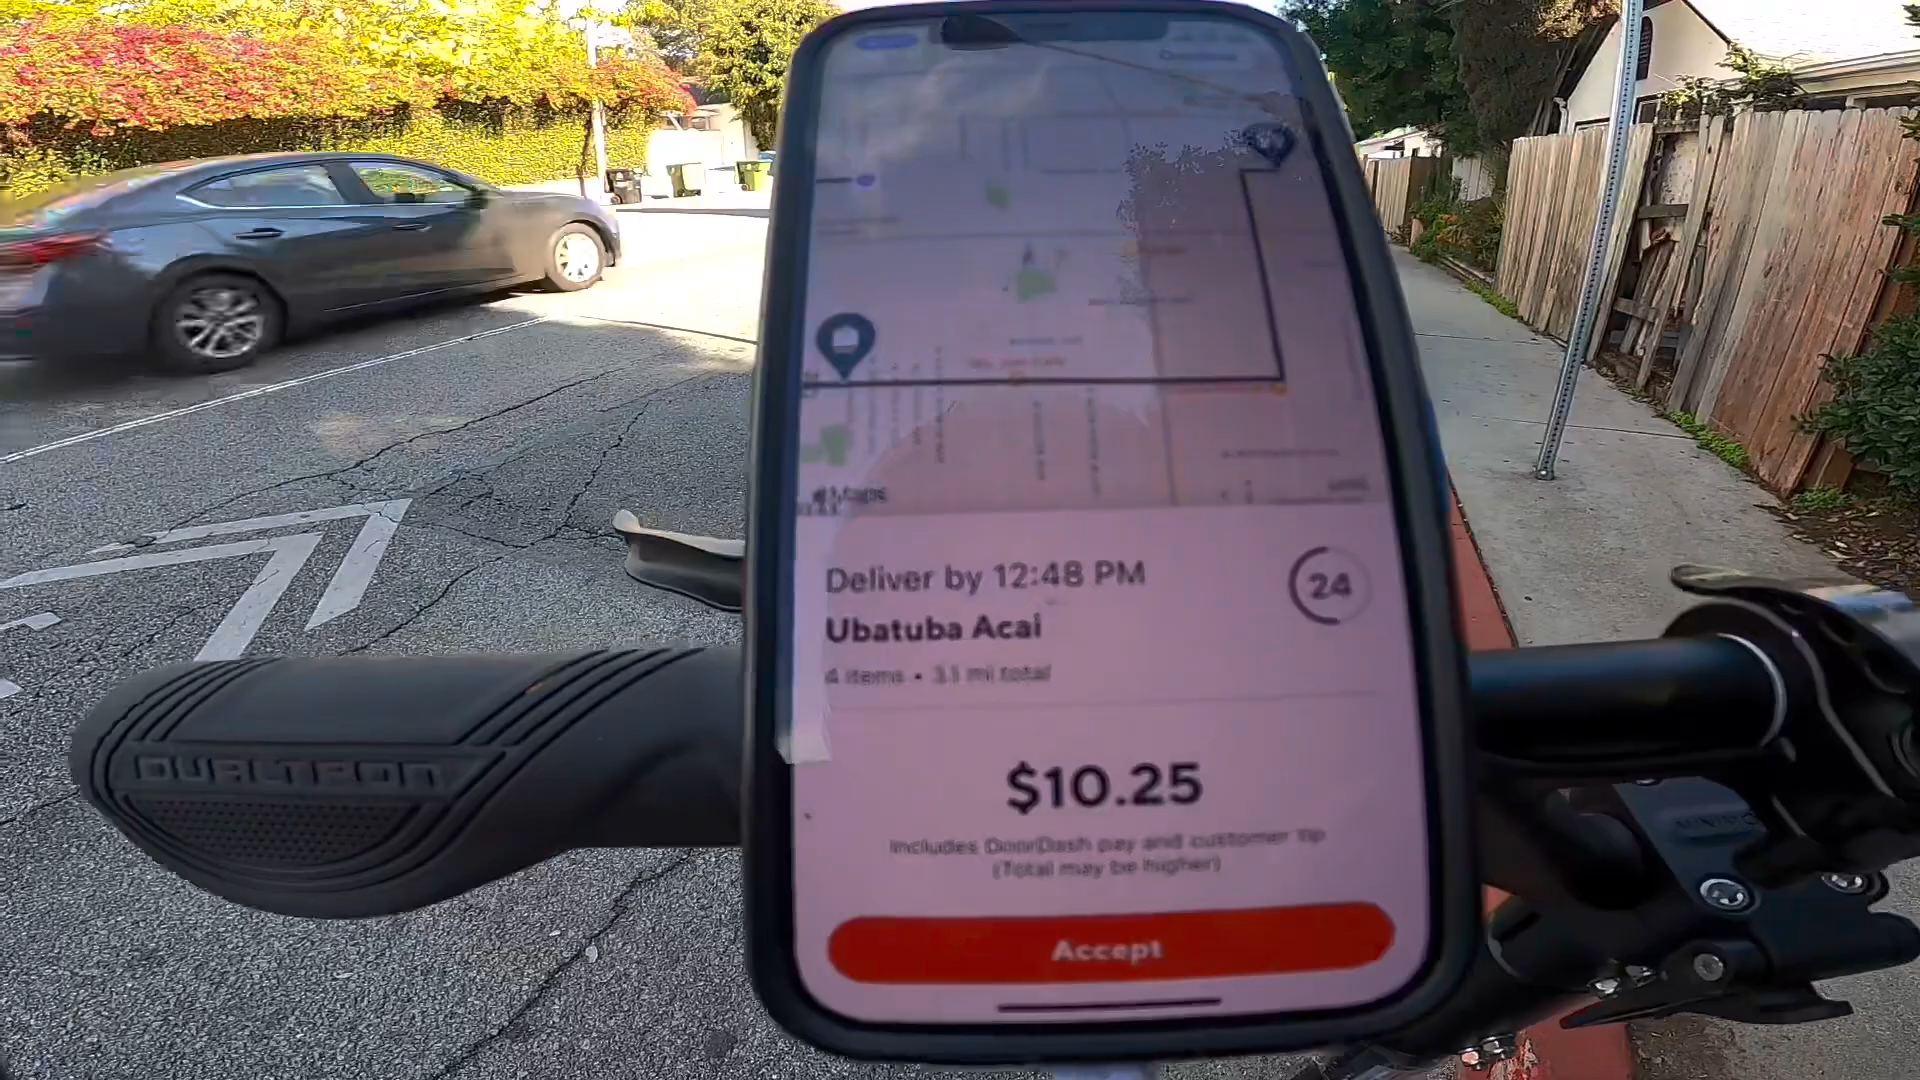 Maps
Deliver by 12:48 PM
24
Ubatuba Acai
4 items • 3.1 mi total
$10.25
Includes DoorDash pay and customer tip
(Total may be higher)
Accept
DUALTRON